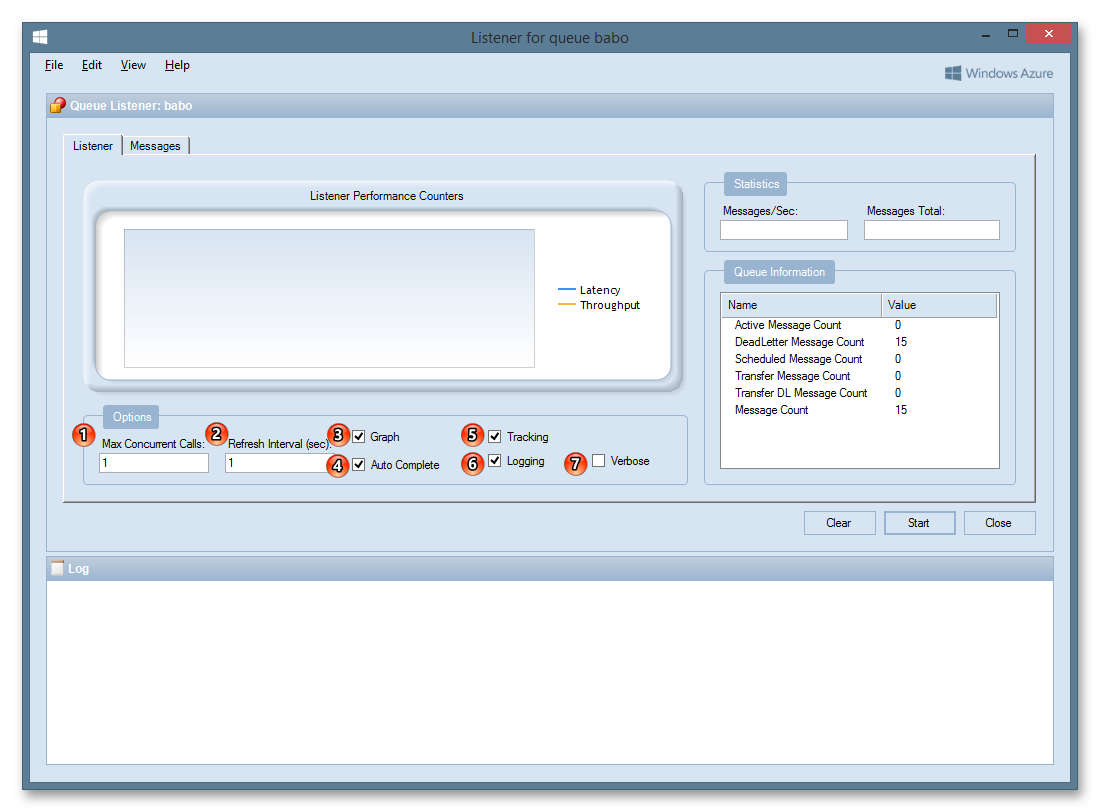 Listener for queue babo
File Edit View Help
Windows Azure
Queue Listener: babo
Listener Messages
Listener Performance Counters
Latency
Throughput
Statistics
Messages/Sec: Messages Total:
Queue Information
Name Value
Active Message Count 0
DeadLetter Message Count 15
Scheduled Message Count 0
Transfer Message Count 0
Transfer DL Message Count 0
Message Count 15
Options
1 Max Concurrent Calls: 2 Refresh Interval (sec): 3 Graph 5 Tracking
1 1 4 Auto Complete 6 Logging 7 Verbose
Clear Start Close
Log